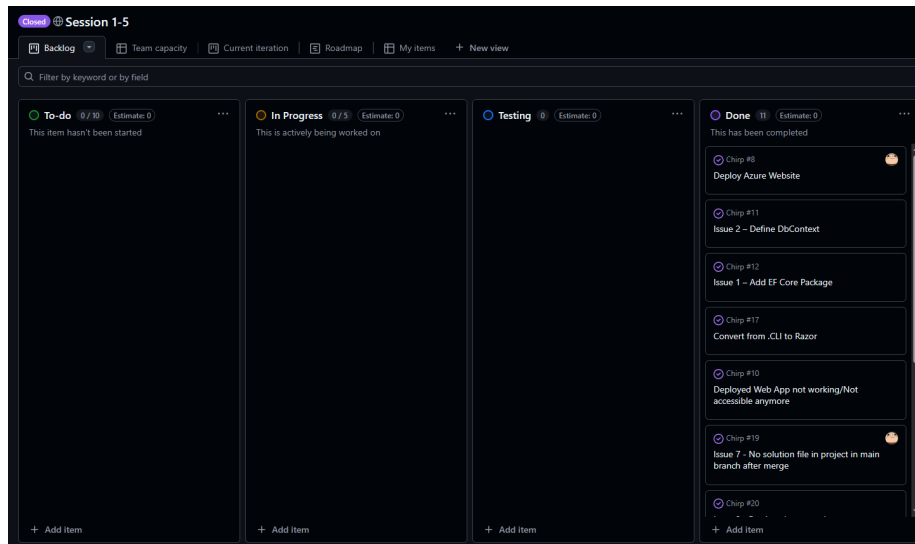 Closed Session 1-5
Backlog Team capacity Current iteration Roadmap My items + New view
Filter by keyword or by field
To-do 0 / 10 Estimate: 0 ...
This item hasn't been started
+ Add item
In Progress 0 / 5 Estimate: 0 ...
This is actively being worked on
+ Add item
Testing 0 Estimate: 0 ...
+ Add item
Done 11 Estimate: 0 ...
This has been completed
Chirp #8
Deploy Azure Website
Chirp #11
Issue 2 – Define DbContext
Chirp #12
Issue 1 – Add EF Core Package
Chirp #17
Convert from .CLI to Razor
Chirp #10
Deployed Web App not working/Not
accessible anymore
Chirp #19
Issue 7 - No solution file in project in main
branch after merge
Chirp #20
+ Add item